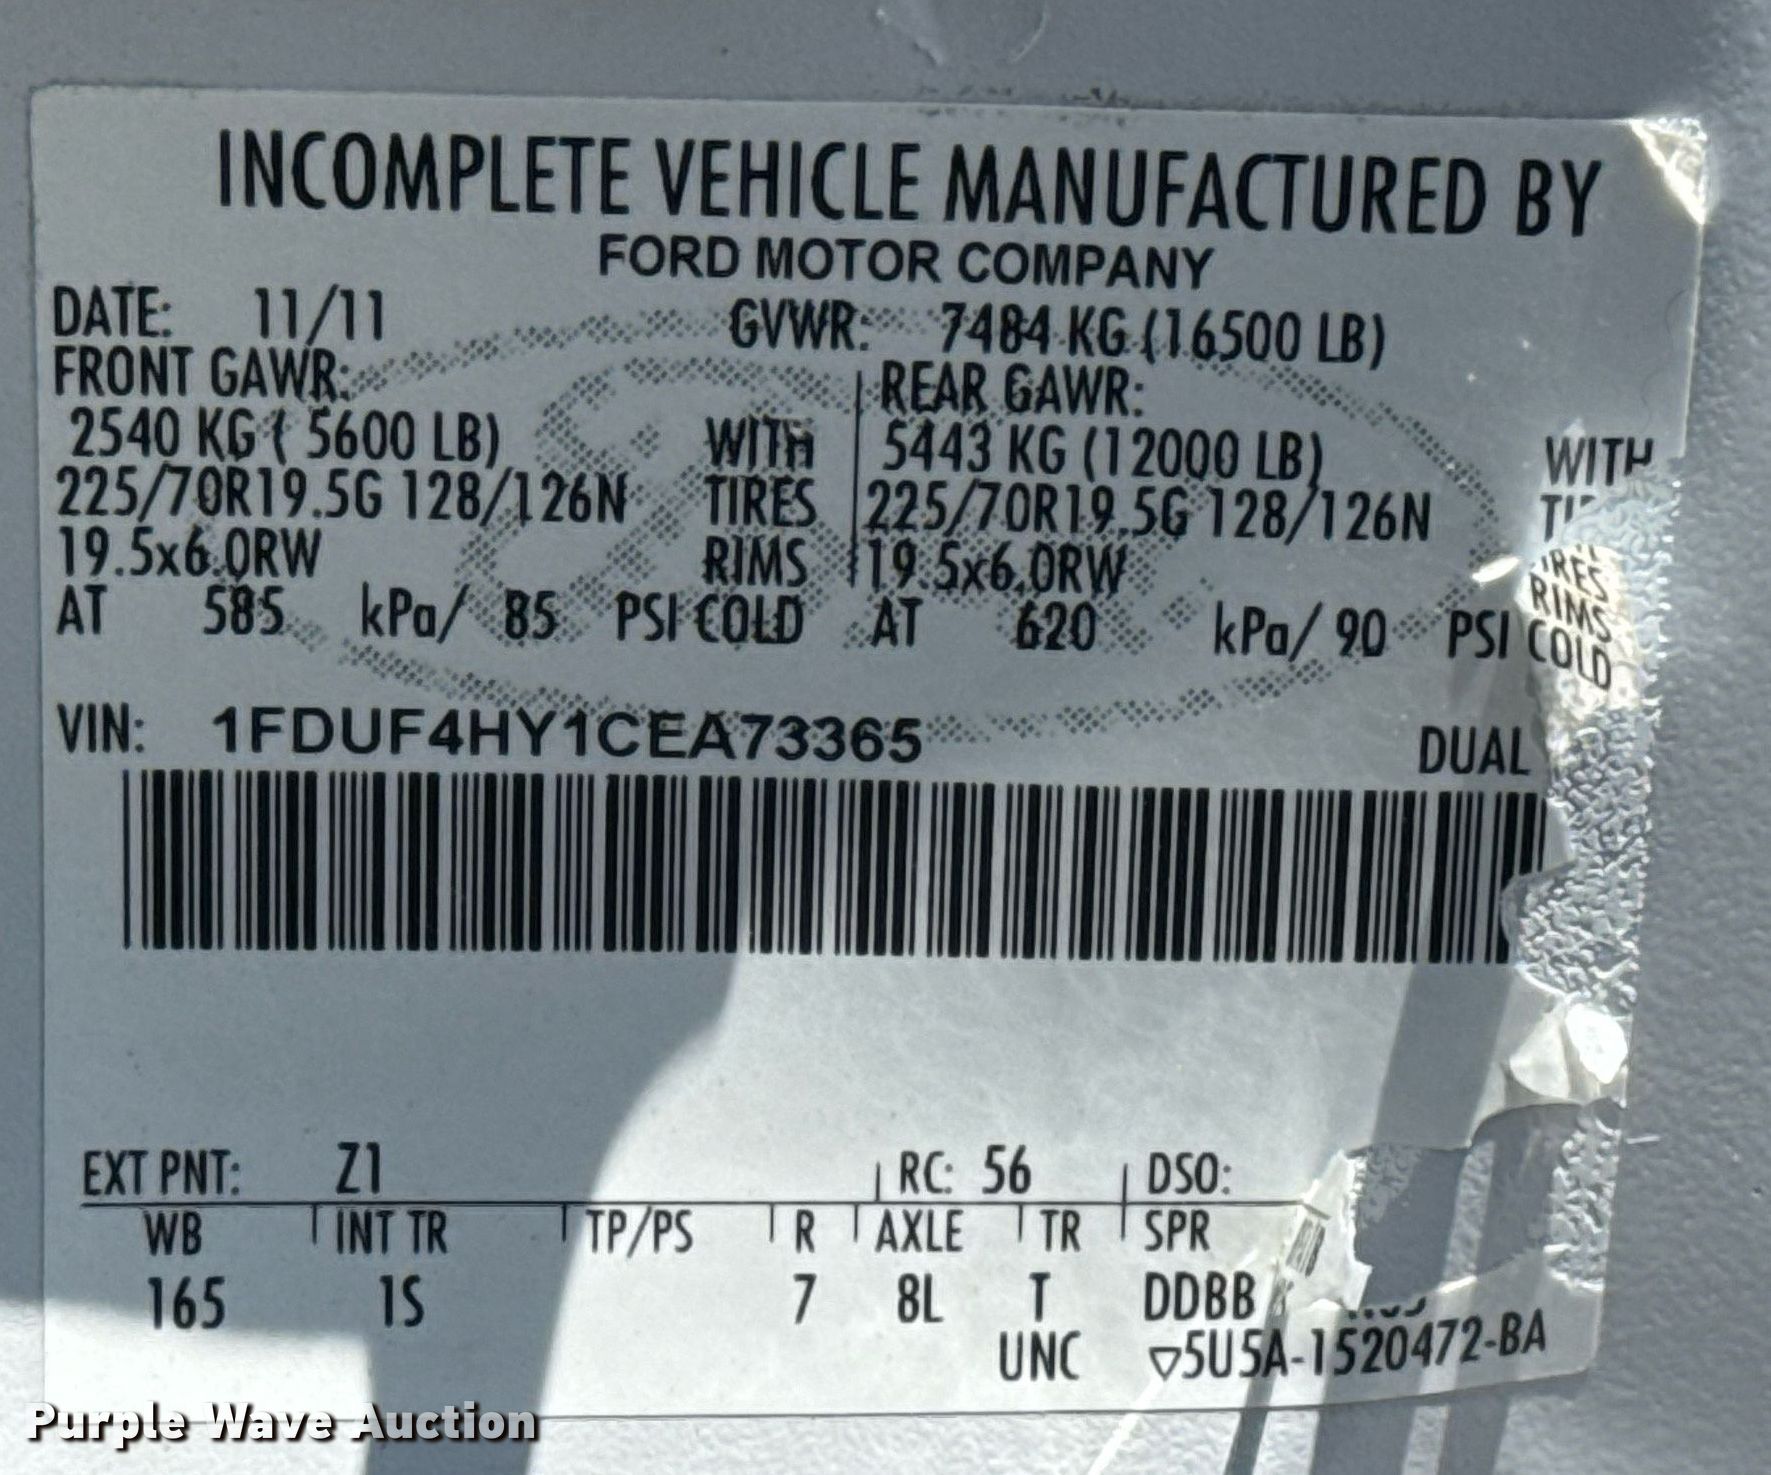 INCOMPLETE VEHICLE MANUFACTURED BY
FORD MOTOR COMPANY
DATE: 11/11 GVWR: 7484 KG (16500 LB)
FRONT GAWR: REAR GAWR:
2540 KG ( 5600 LB) WITH 5443 KG (12000 LB) WITH
225/70R19.5G 128/126N TIRES 225/70R19.5G 128/126N
19.5x6.0RW RIMS 19.5x6.0RW RIMS
AT 585 kPa/ 85 PSI COLD AT 620 kPa/ 90 PSI COLD
VIN: 1FDUF4HY1CEA73365 DUAL
EXT PNT: Z1 RC: 56 DSO:
WB INT TR TP/PS R AXLE TR SPR
165 1S 7 8L T DDBB
UNC ▽5U5A-1520472-BA
Purple Wave Auction